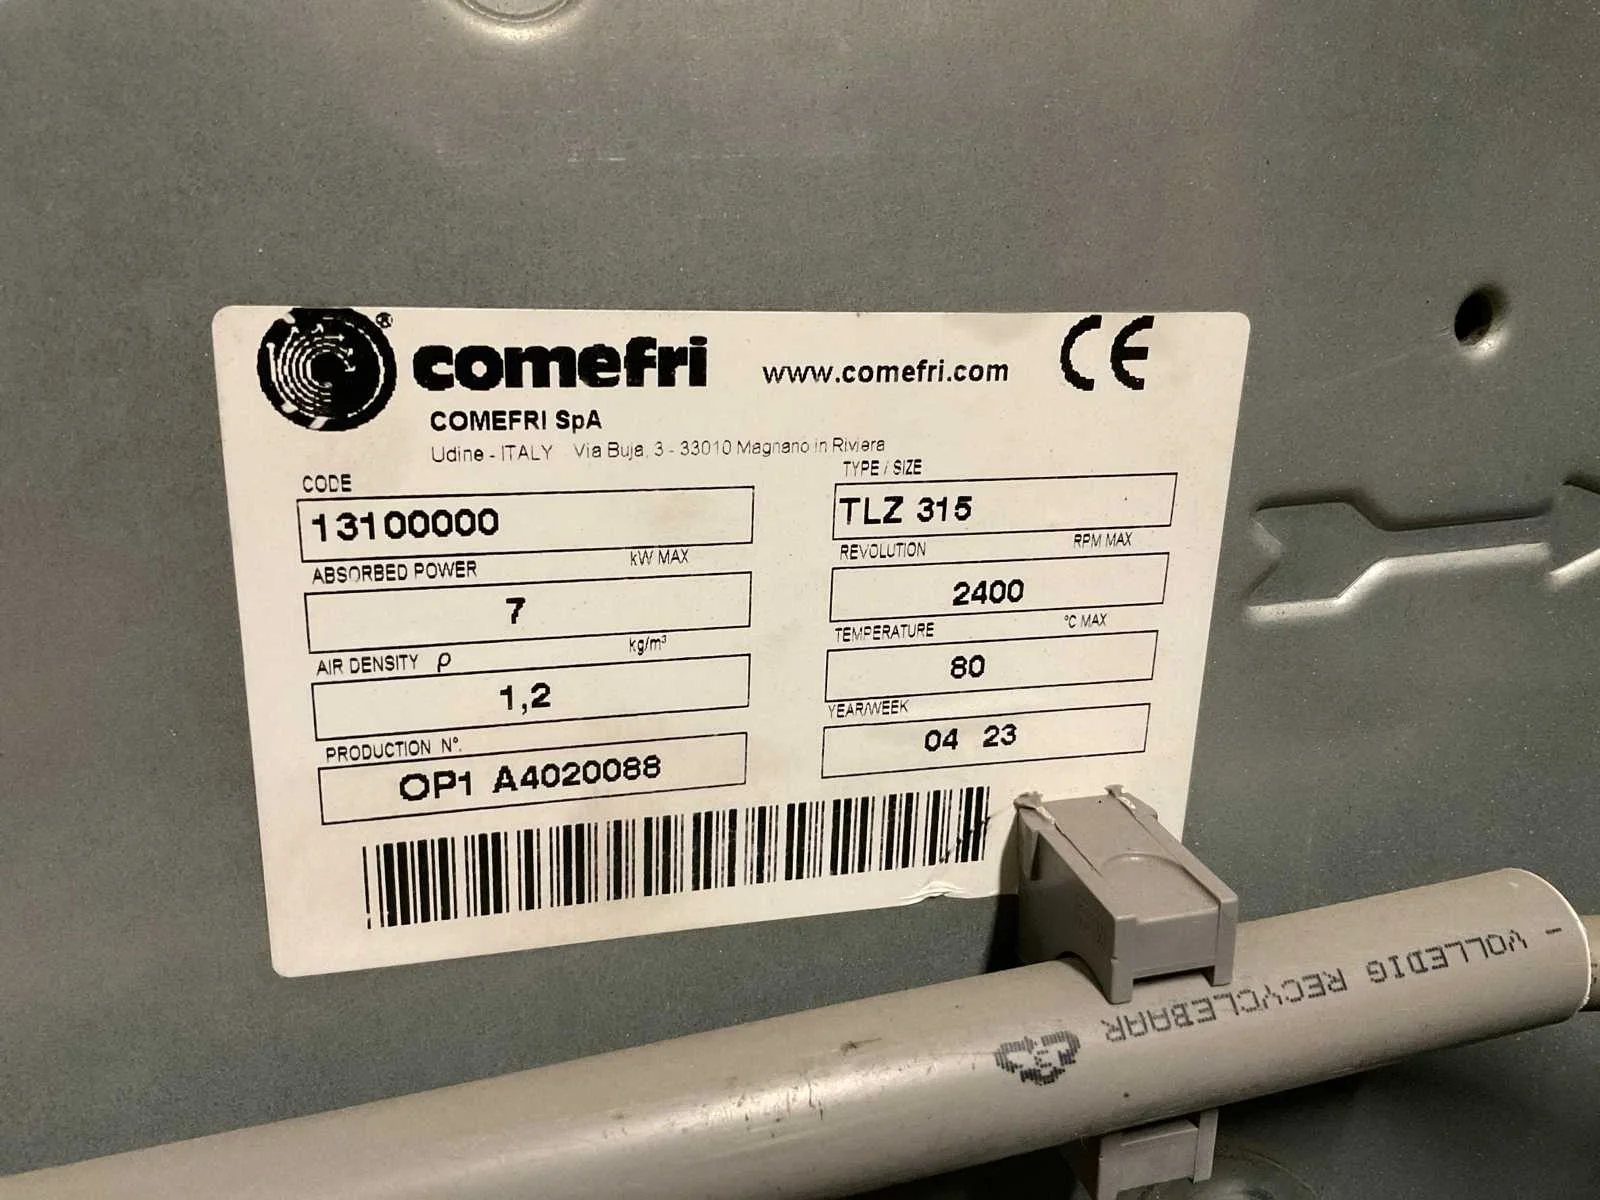 ® comefri www.comefri.com CE
COMEFRI SpA
Udine - ITALY Via Buja, 3 - 33010 Magnano in Riviera
CODE
13100000
TYPE / SIZE
TLZ 315
ABSORBED POWER kW MAX
7
REVOLUTION RPM MAX
2400
AIR DENSITY ρ kg/m³
1,2
TEMPERATURE °C MAX
80
PRODUCTION N°.
OP1 A4020088
YEAR/WEEK
04 23
- VOLLEDIG RECYCLEBAAR
3